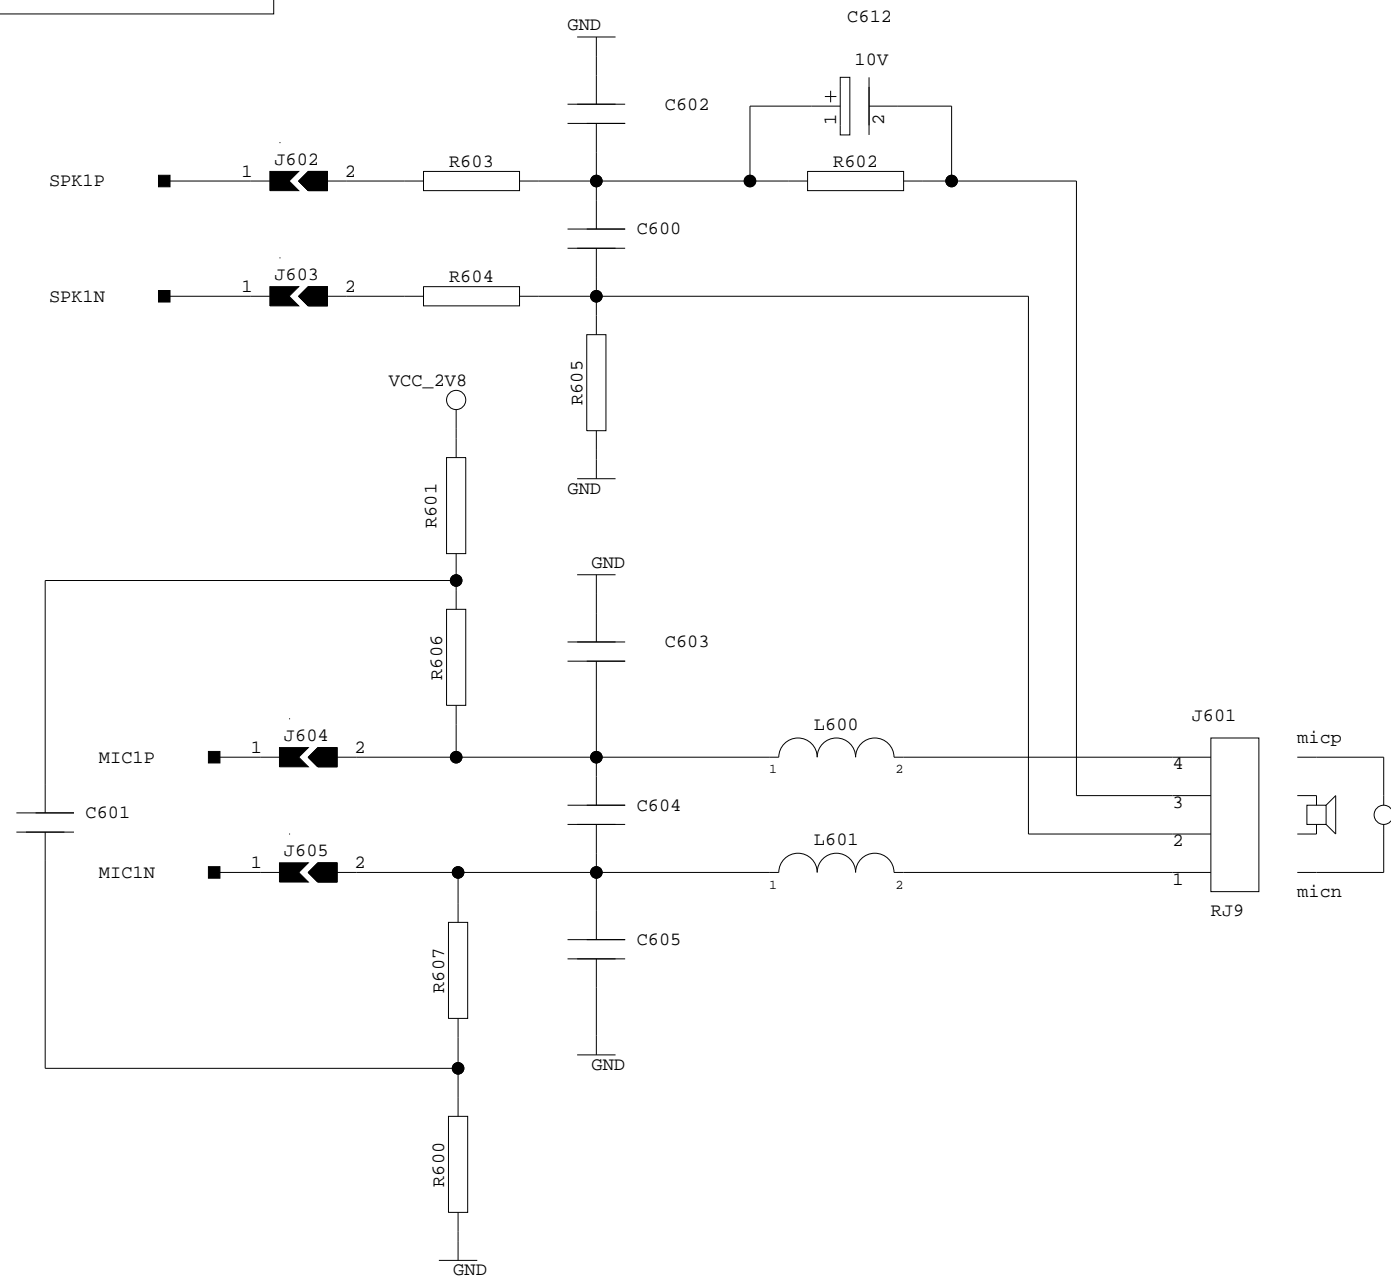 C612
GND
10V
C602
+
1
2
J602
SPK1P
1
2
R603
R602
C600
J603
SPK1N
1
2
R604
R605
VCC_2V8
GND
R601
GND
R606
C603
J604
MIC1P
1
2
L600
1
2
J601
micp
4
3
C601
C604
J605
MIC1N
1
2
L601
1
2
2
1
micn
RJ9
R607
C605
GND
R600
GND